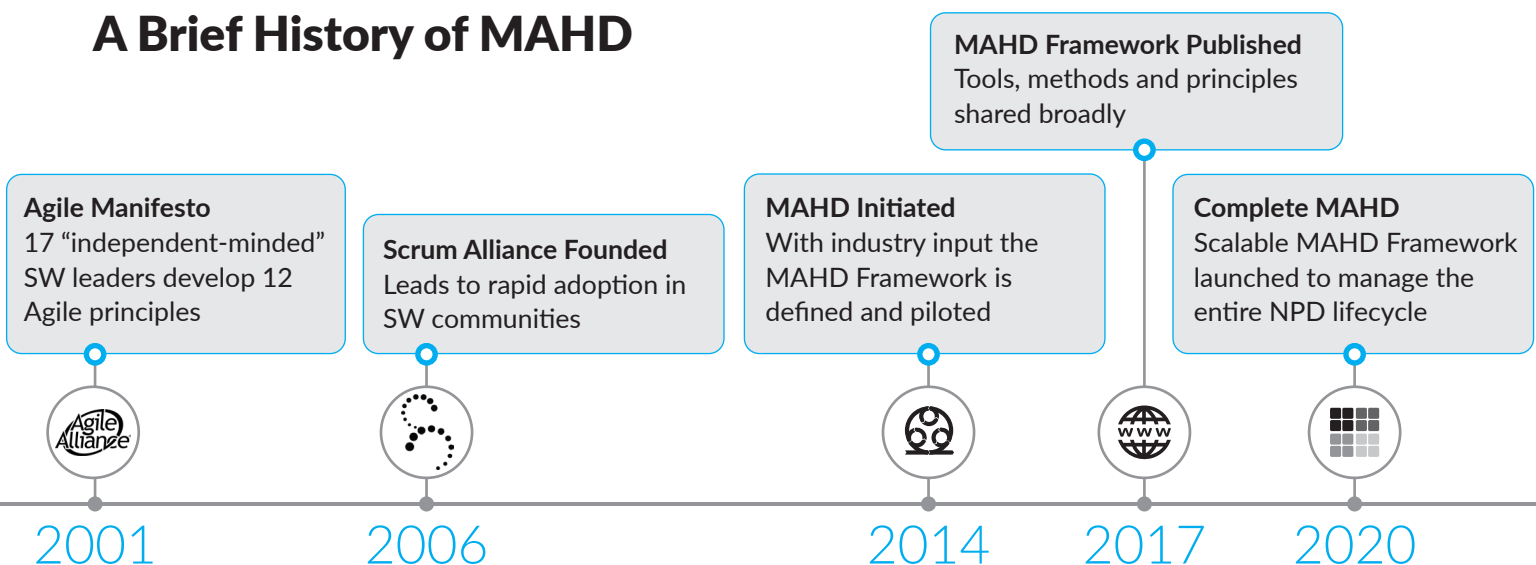 A Brief History of MAHD
MAHD Framework Published
Tools, methods and principles
shared broadly
Agile Manifesto
17 “independent-minded”
SW leaders develop 12
Agile principles
Scrum Alliance Founded
Leads to rapid adoption in
SW communities
MAHD Initiated
With industry input the
MAHD Framework is
defined and piloted
Complete MAHD
Scalable MAHD Framework
launched to manage the
entire NPD lifecycle
Agile
Alliance
www
2001
2006
2014
2017
2020